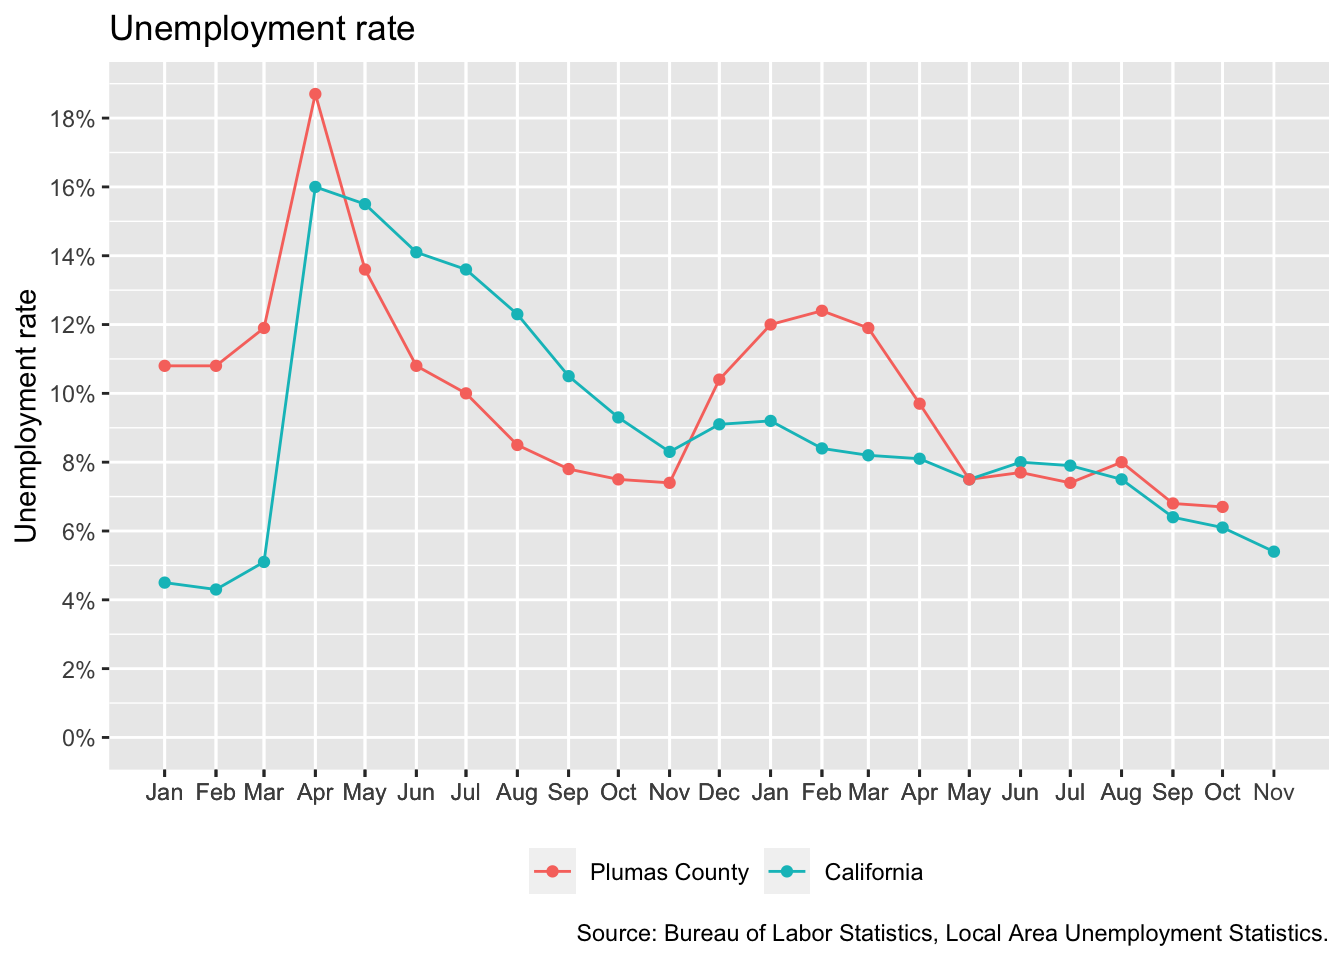 Unemployment rate
Unemployment rate
18%
16%
14%
12%
10%
8%
6%
4%
2%
0%
Jan Feb Mar Apr May Jun Jul Aug Sep Oct Nov Dec Jan Feb Mar Apr May Jun Jul Aug Sep Oct Nov
Plumas County California
Source: Bureau of Labor Statistics, Local Area Unemployment Statistics.